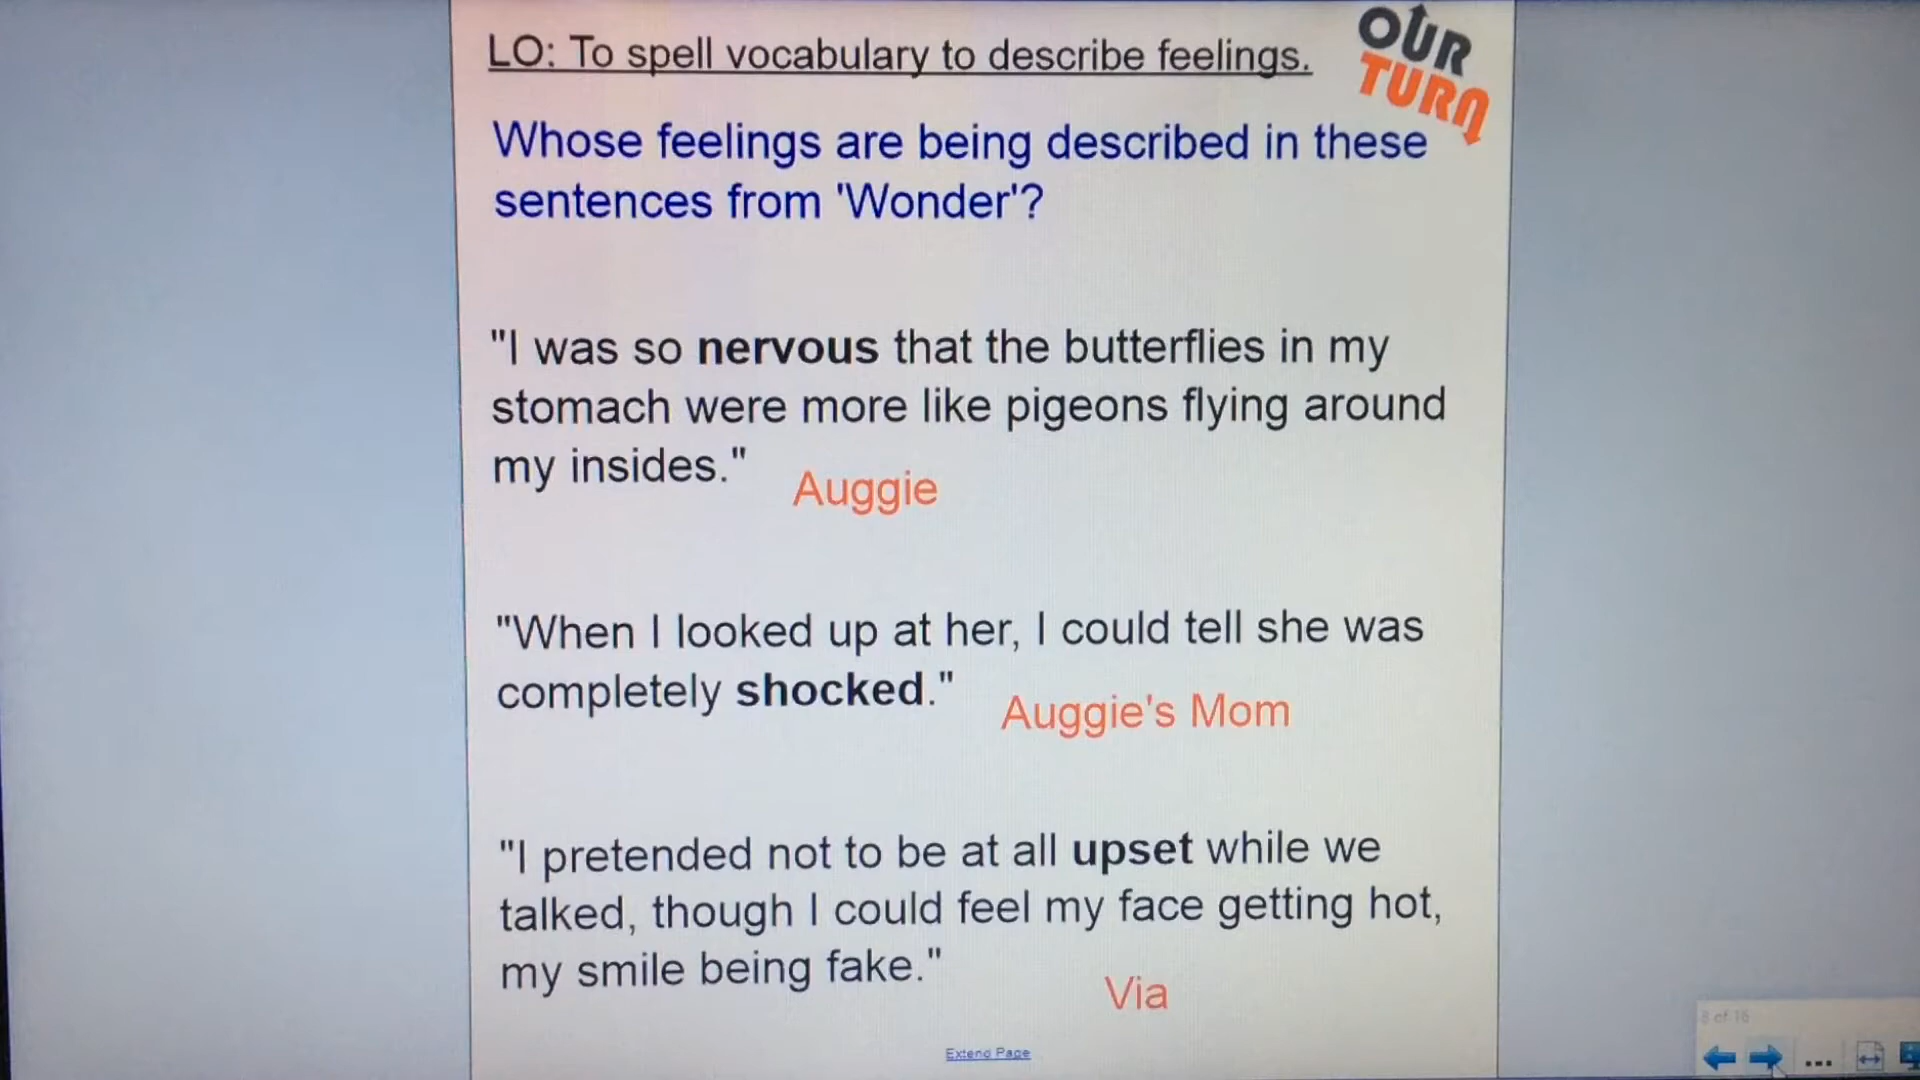 LO: To spell vocabulary to describe feelings.
OUR
TURN
Whose feelings are being described in these
sentences from 'Wonder'?
"I was so nervous that the butterflies in my
stomach were more like pigeons flying around
my insides."
Auggie
"When I looked up at her, I could tell she was
completely shocked."
Auggie's Mom
"I pretended not to be at all upset while we
talked, though I could feel my face getting hot,
my smile being fake."
Via
Extend Page
8 of 16
...